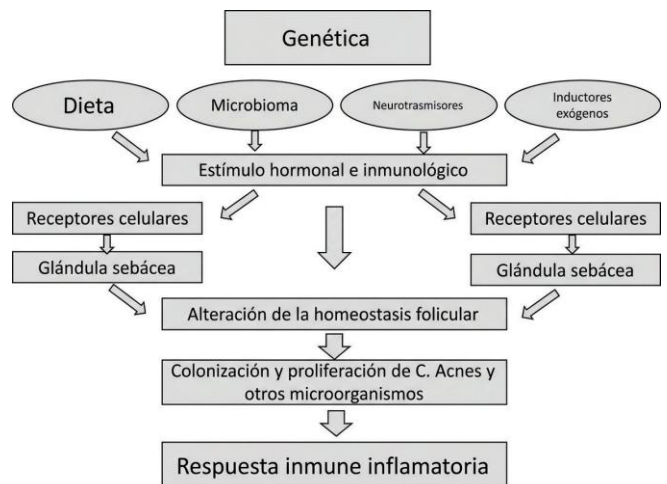 Genética
Dieta
Microbioma
Neurotrasmisores
Inductores
exógenos
Estímulo hormonal e inmunológico
Receptores celulares
Receptores celulares
Glándula sebácea
Glándula sebácea
Alteración de la homeostasis folicular
Colonización y proliferación de C. Acnes y
otros microorganismos
Respuesta inmune inflamatoria